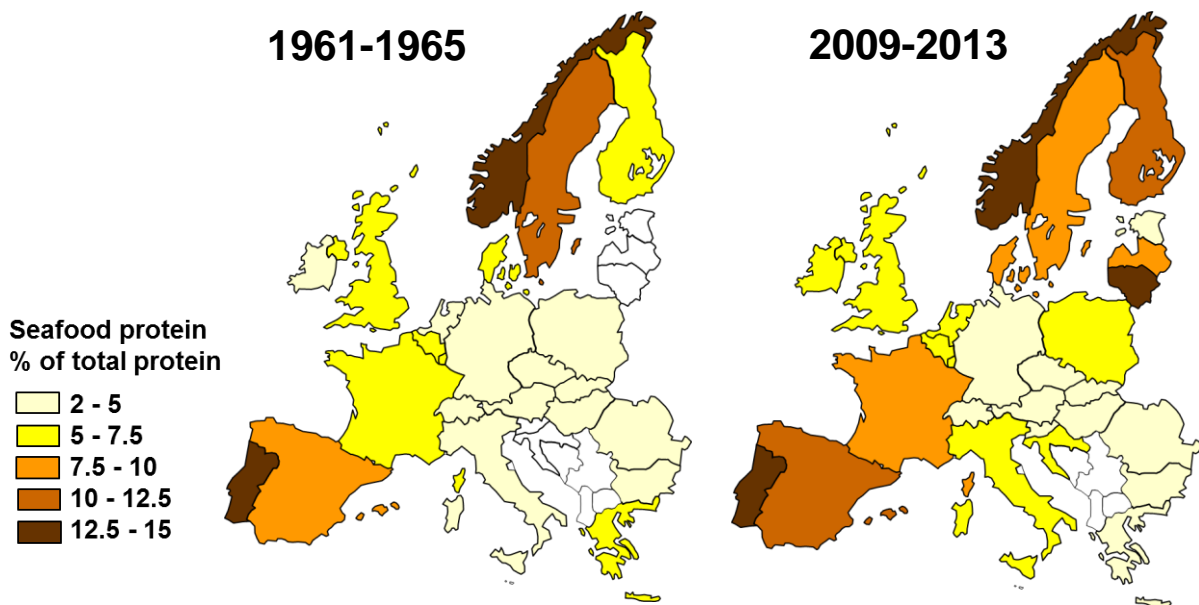 1961-1965
2009-2013
Seafood protein
% of total protein
2 - 5
5 - 7.5
7.5 - 10
10 - 12.5
12.5 - 15